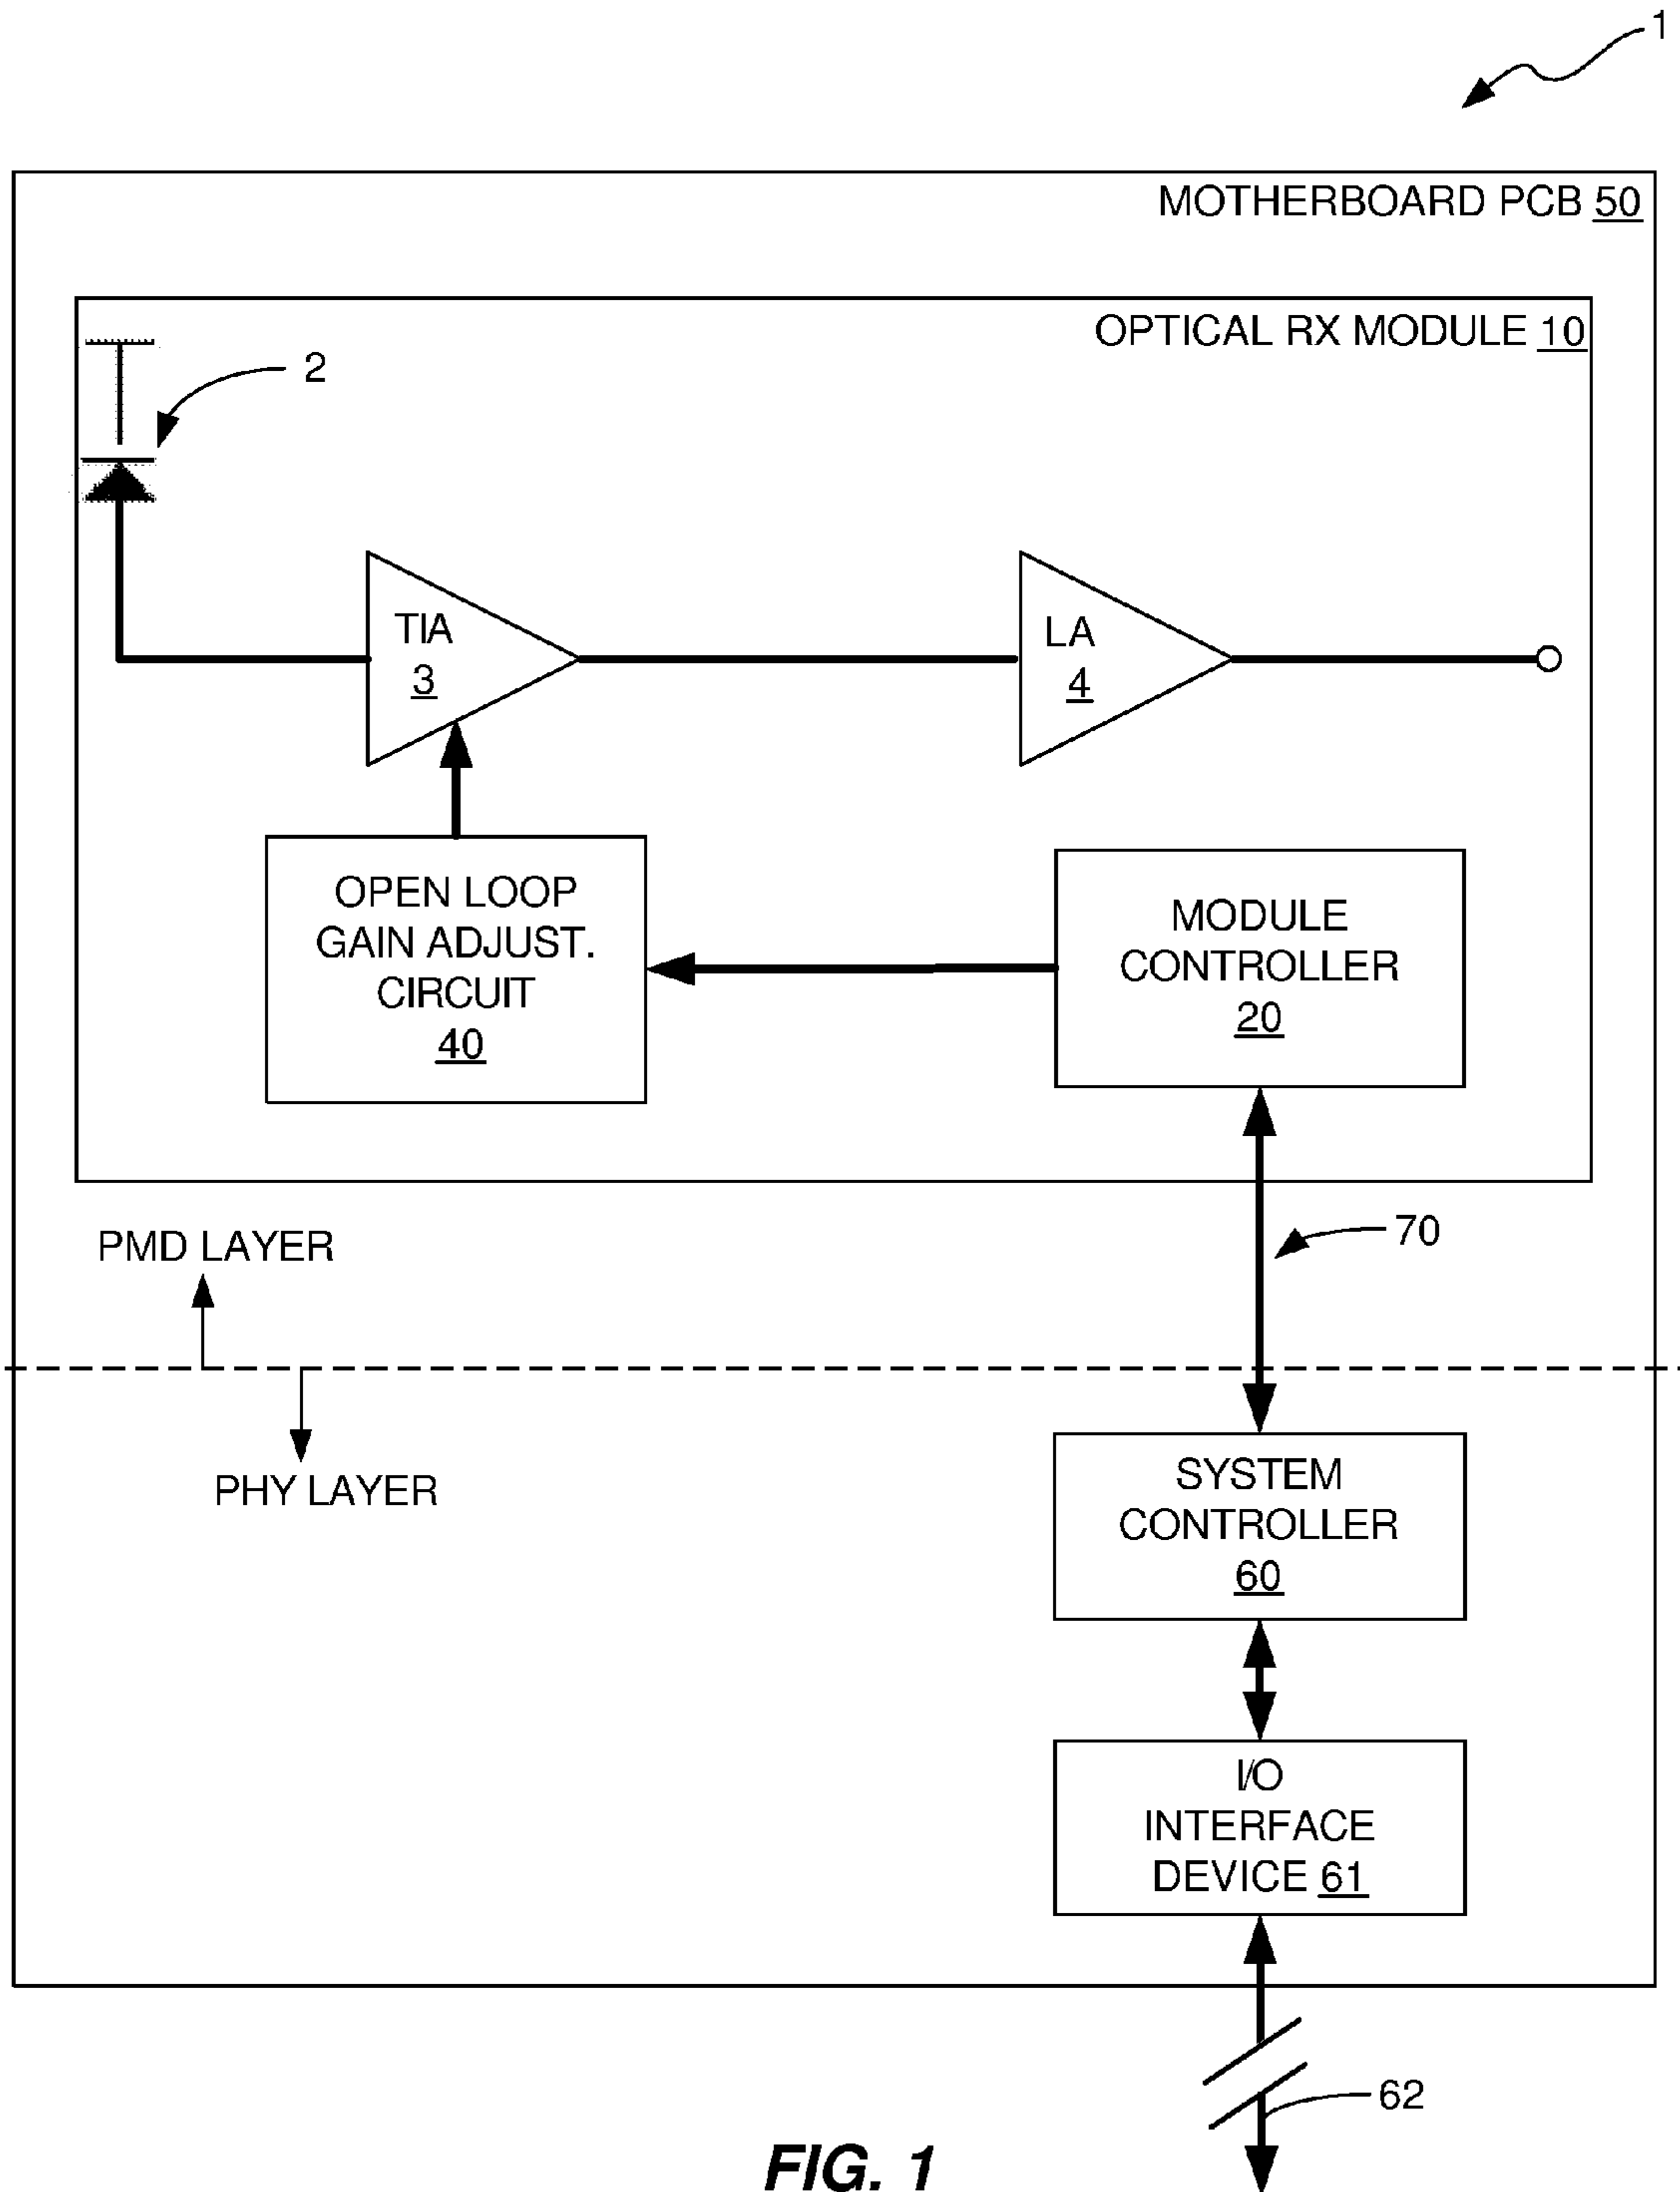 1
MOTHERBOARD PCB 50
OPTICAL RX MODULE 10
2
TIA
3
LA
4
OPEN LOOP
GAIN ADJUST.
CIRCUIT
40
MODULE
CONTROLLER
20
70
PMD LAYER
PHY LAYER
SYSTEM
CONTROLLER
60
I/O
INTERFACE
DEVICE 61
62
FIG. 1